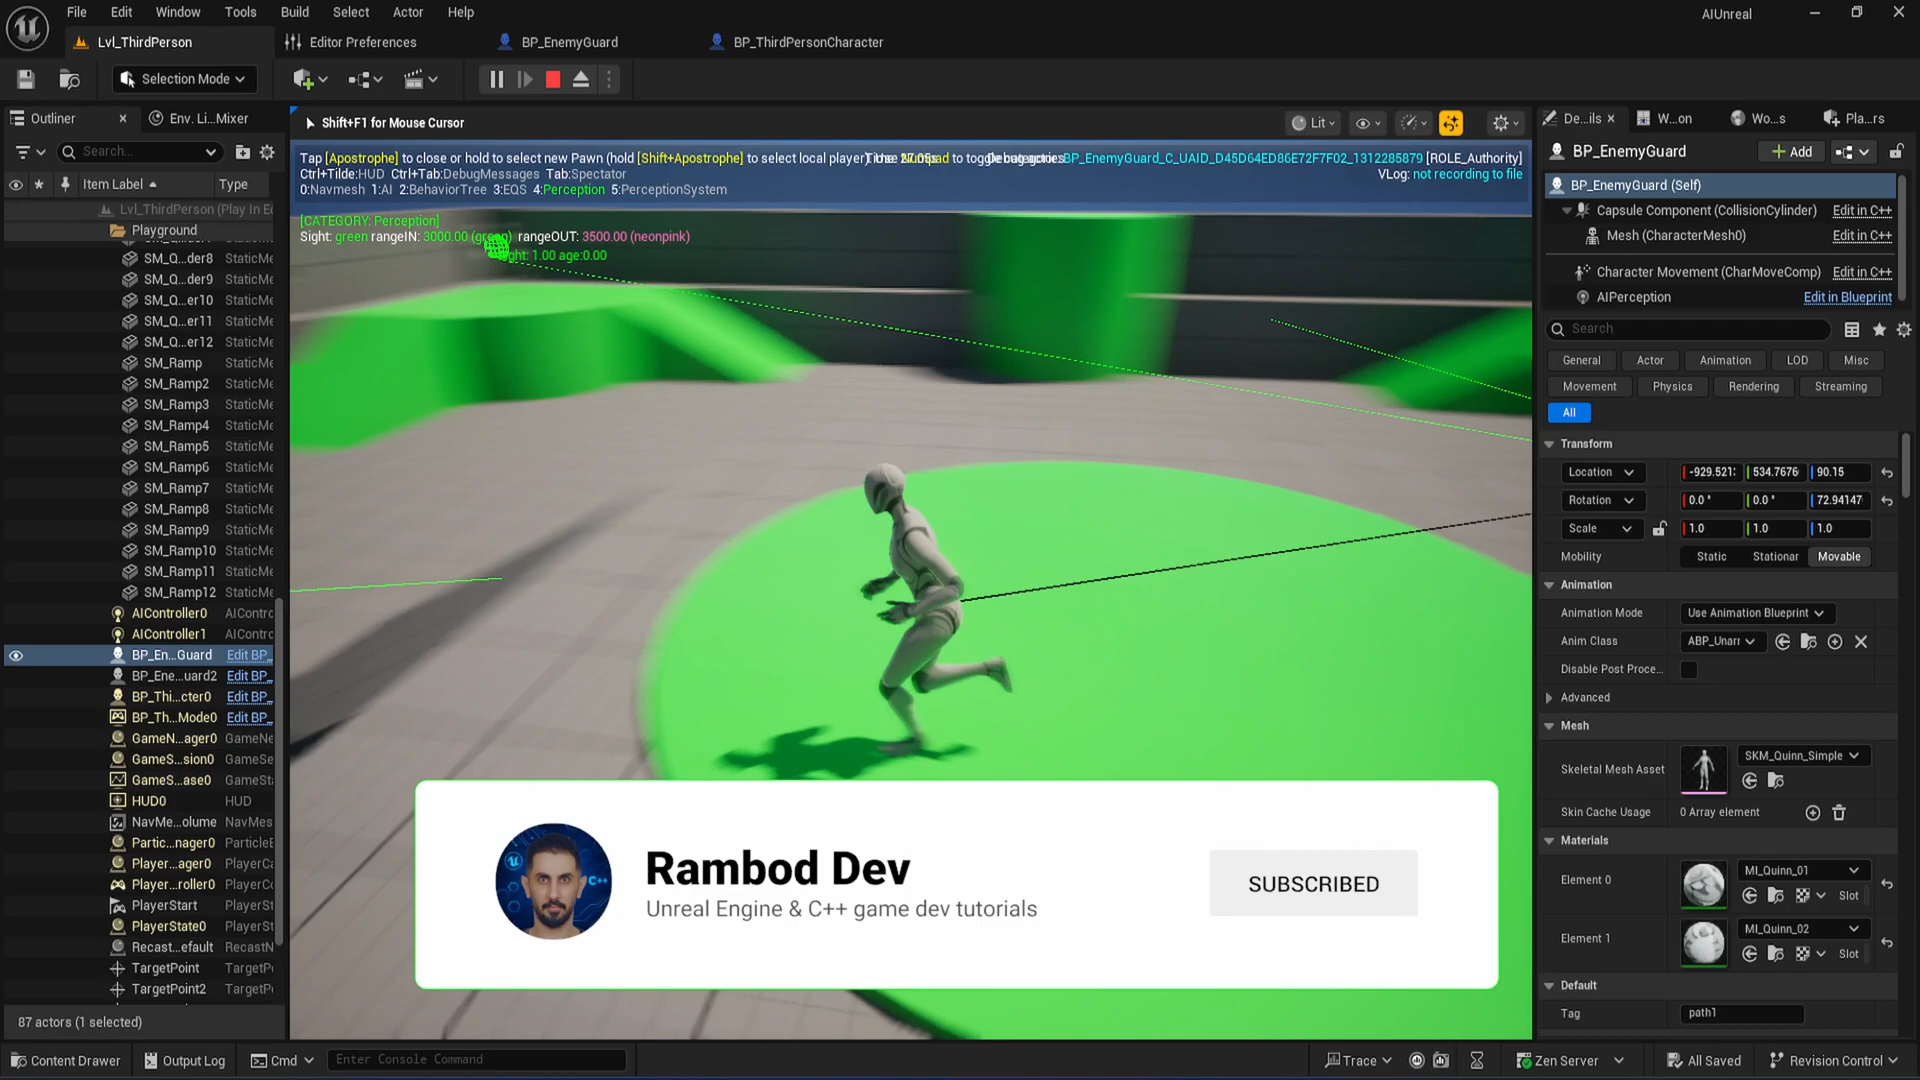 File Edit Window Tools Build Select Actor Help
AIUnreal
Lvl_ThirdPerson
Editor Preferences
BP_EnemyGuard
BP_ThirdPersonCharacter
Selection Mode
Outliner
Env. Li...Mixer
Search...
Item Label Type
Lvl_ThirdPerson (Play In E
Playground
SM_Q...der8 StaticMe
SM_Q...der9 StaticMe
SM_Q...er10 StaticMe
SM_Q...er11 StaticMe
SM_Q...er12 StaticMe
SM_Ramp StaticMe
SM_Ramp2 StaticMe
SM_Ramp3 StaticMe
SM_Ramp4 StaticMe
SM_Ramp5 StaticMe
SM_Ramp6 StaticMe
SM_Ramp7 StaticMe
SM_Ramp8 StaticMe
SM_Ramp9 StaticMe
SM_Ramp10 StaticMe
SM_Ramp11 StaticMe
SM_Ramp12 StaticMe
AIController0 AIContro
AIController1 AIContro
BP_En...Guard Edit BP_
BP_Ene...uard2 Edit BP_
BP_Thi...cter0 Edit BP_
BP_Th...Mode0 Edit BP_
GameN...ager0 GameNe
GameS...sion0 GameSe
GameS...ase0 GameSta
HUD0 HUD
NavMe...olume NavMes
Partic...nager0 ParticleE
Player...ager0 PlayerCa
Player...roller0 PlayerCo
PlayerStart PlayerSt
PlayerState0 PlayerSt
Recast...efault RecastN
TargetPoint TargetP
TargetPoint2 TargetP
87 actors (1 selected)
Shift+F1 for Mouse Cursor
Lit
Tap [Apostrophe] to close or hold to select new Pawn (hold [Shift+Apostrophe] to select local player) to toggle categories BP_EnemyGuard_C_UAID_D45D64ED86E72F7F02_1312285879 [ROLE_Authority]
Ctrl+Tilde:HUD Ctrl+Tab:DebugMessages Tab:Spectator
VLog: not recording to file
0:Navmesh 1:AI 2:BehaviorTree 3:EQS 4:Perception 5:PerceptionSystem
[CATEGORY: Perception]
Sight: green rangeIN: 3000.00 (green) rangeOUT: 3500.00 (neonpink)
1.00 age:0.00
Rambod Dev
Unreal Engine & C++ game dev tutorials
SUBSCRIBED
C++
De...ils
W...on
Wo...s
Pla...rs
BP_EnemyGuard
Add
BP_EnemyGuard (Self)
Capsule Component (CollisionCylinder) Edit in C++
Mesh (CharacterMesh0) Edit in C++
Character Movement (CharMoveComp) Edit in C++
AIPerception Edit in Blueprint
Search
General Actor Animation LOD Misc
Movement Physics Rendering Streaming
All
Transform
Location -929.521 534.7676 90.15
Rotation 0.0 ° 0.0 ° 72.94147
Scale 1.0 1.0 1.0
Mobility Static Stationar Movable
Animation
Animation Mode Use Animation Blueprint
Anim Class ABP_Unarr
Disable Post Proce...
Advanced
Mesh
Skeletal Mesh Asset SKM_Quinn_Simple
Skin Cache Usage 0 Array element
Materials
Element 0 MI_Quinn_01
Slot
Element 1 MI_Quinn_02
Slot
Default
Tag path1
Content Drawer
Output Log
Cmd
Enter Console Command
Trace
Zen Server
All Saved
Revision Control